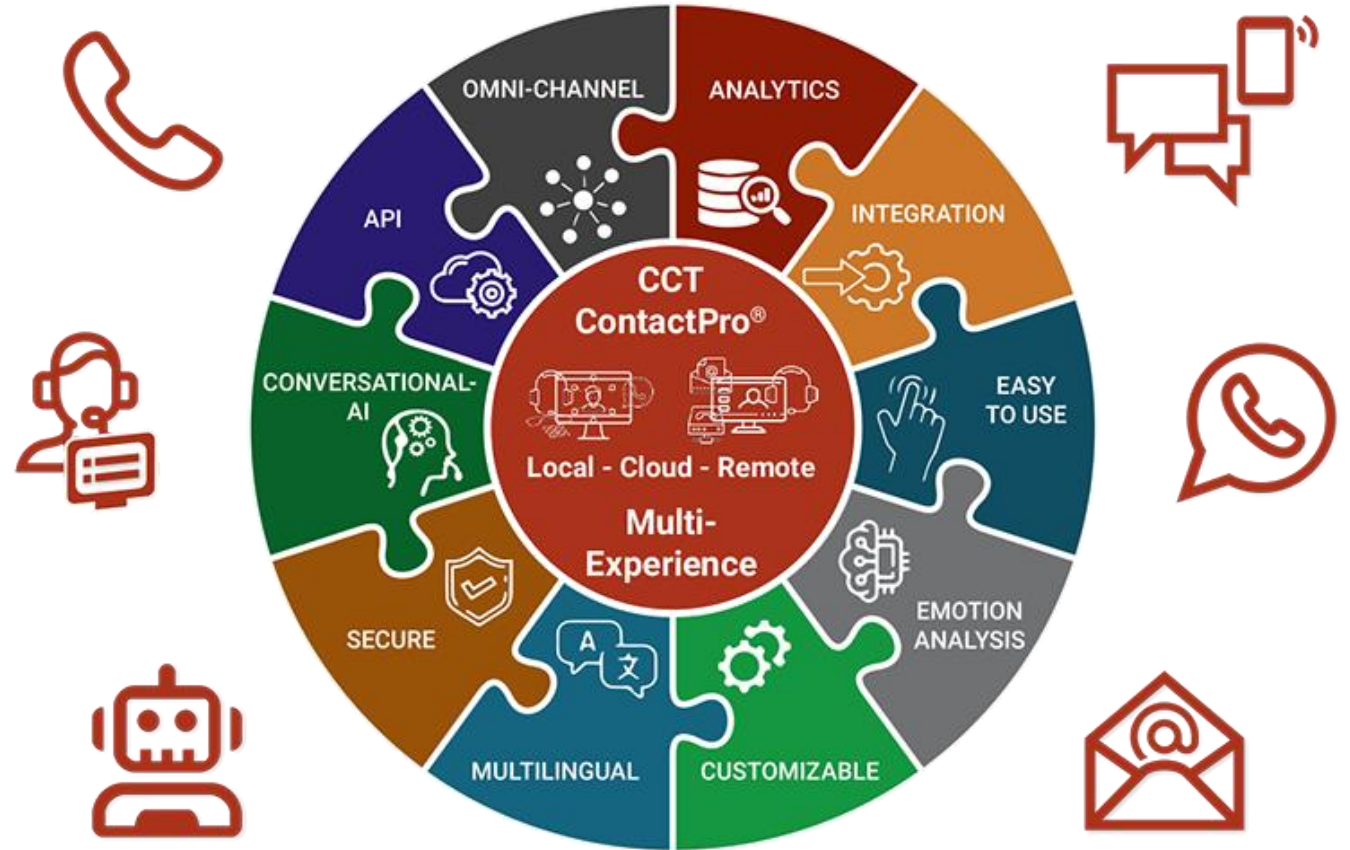 OMNI-CHANNEL
ANALYTICS
API
INTEGRATION
CCT
ContactPro®
CONVERSATIONAL-
AI
EASY
TO USE
Local - Cloud - Remote
Multi-
Experience
EMOTION
ANALYSIS
SECURE
A
文
MULTILINGUAL
CUSTOMIZABLE
@